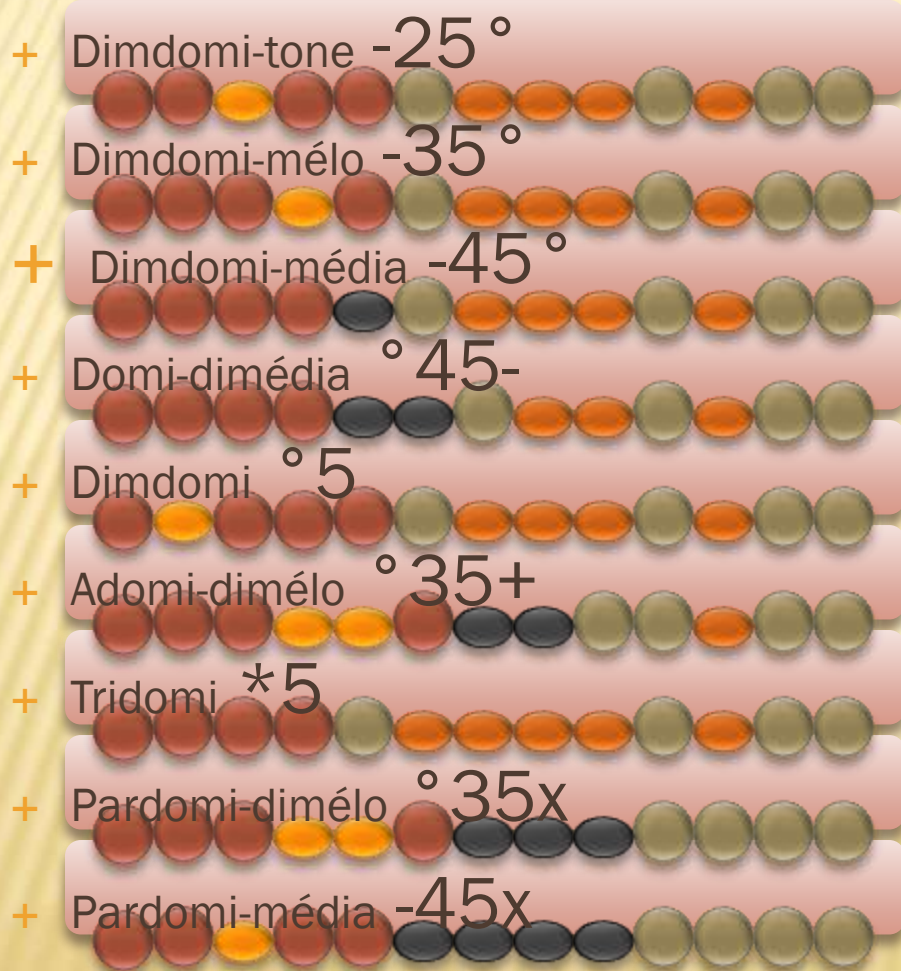 + Dimdomi-tone -25°
+ Dimdomi-mélo -35°
+ Dimdomi-média -45°
+ Domi-dimédia °45-
+ Dimdomi °5
+ Adomi-dimélo °35+
+ Tridomi *5
+ Pardomi-dimélo °35x
+ Pardomi-média -45x